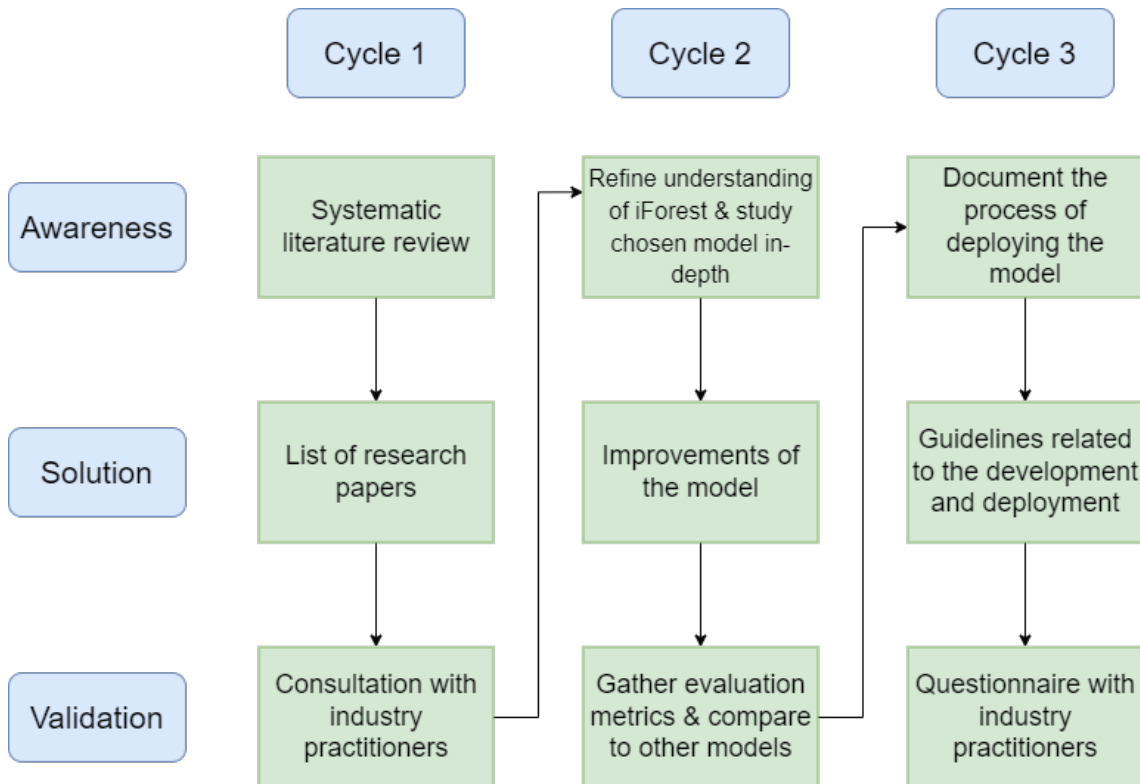 Cycle 1
Cycle 2
Cycle 3
Awareness
Systematic
literature review
Refine understanding
of iForest & study
chosen model in-
depth
Document the
process of
deploying the
model
Solution
List of research
papers
Improvements of
the model
Guidelines related
to the development
and deployment
Validation
Consultation with
industry
practitioners
Gather evaluation
metrics & compare
to other models
Questionnaire with
industry
practitioners